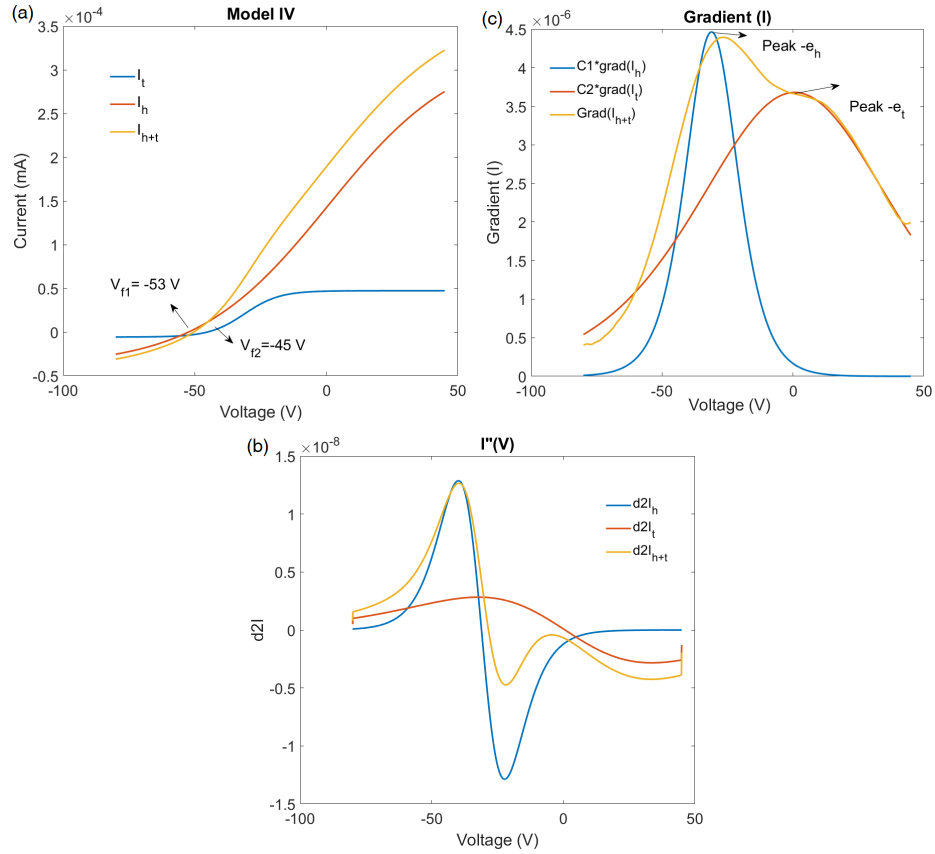 (a)
Model IV
×10⁻⁴
3.5
3
2.5
2
1.5
1
0.5
0
-0.5
Current (mA)
I_t
I_h
I_h+t
V_f1= -53 V
V_f2=-45 V
-100
-50
0
50
Voltage (V)
(c)
Gradient (I)
×10⁻⁶
4.5
4
3.5
3
2.5
2
1.5
1
0.5
0
Gradient (I)
C1*grad(I_h)
C2*grad(I_t)
Grad(I_h+t)
Peak -e_h
Peak -e_t
-100
-50
0
50
Voltage (V)
(b)
I"(V)
×10⁻⁸
1.5
1
0.5
0
-0.5
-1
-1.5
d2I
d2I_h
d2I_t
d2I_h+t
-100
-50
0
50
Voltage (V)